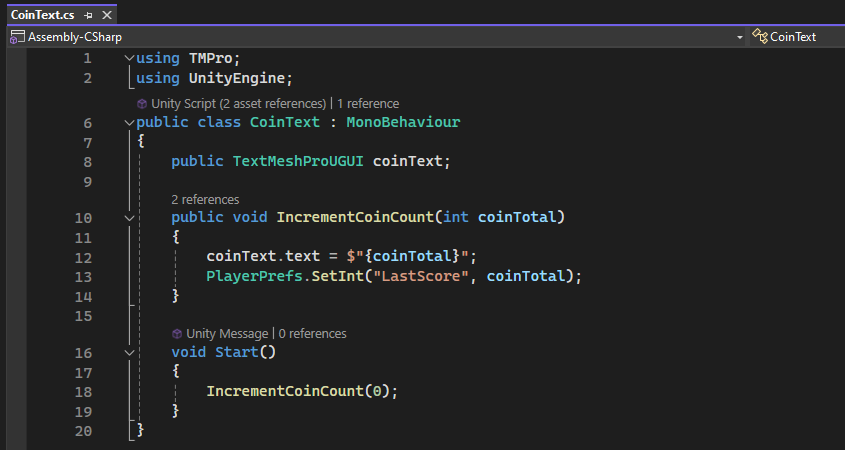 CoinText.cs
Assembly-CSharp
CoinText
1 using TMPro;
2 using UnityEngine;
Unity Script (2 asset references) | 1 reference
6 public class CoinText : MonoBehaviour
7 {
8 public TextMeshProUGUI coinText;
9
2 references
10 public void IncrementCoinCount(int coinTotal)
11 {
12 coinText.text = $"{coinTotal}";
13 PlayerPrefs.SetInt("LastScore", coinTotal);
14 }
15
Unity Message | 0 references
16 void Start()
17 {
18 IncrementCoinCount(0);
19 }
20 }